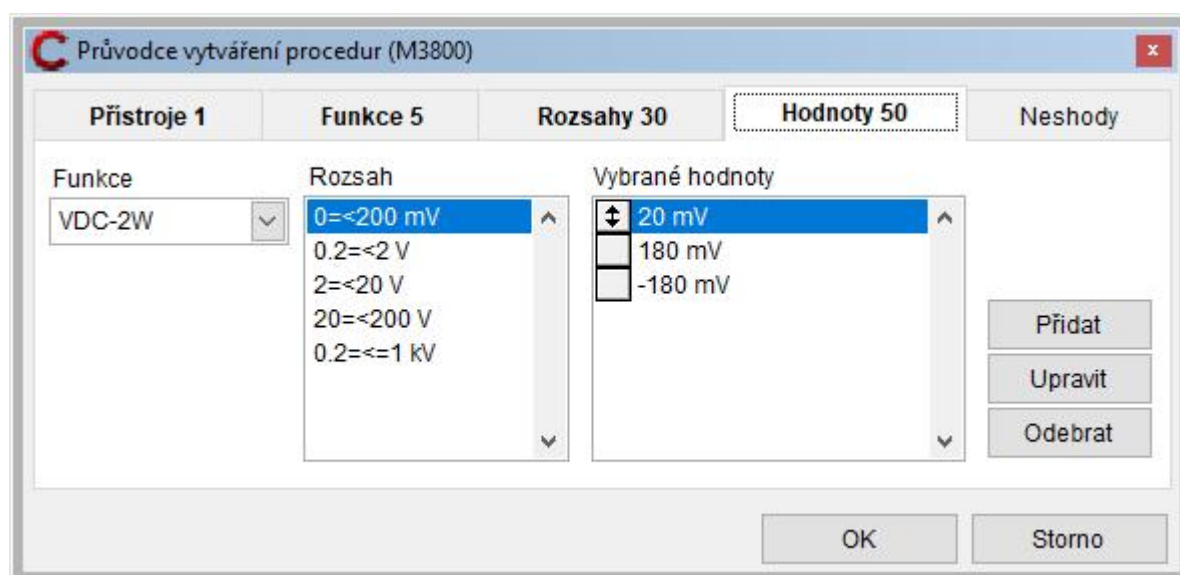 Průvodce vytváření procedur (M3800)
x
Přístroje 1
Funkce 5
Rozsahy 30
Hodnoty 50
Neshody
Funkce
VDC-2W
Rozsah
0=<200 mV
0.2=<2 V
2=<20 V
20=<200 V
0.2=<=1 kV
Vybrané hodnoty
20 mV
180 mV
-180 mV
Přidat
Upravit
Odebrat
OK
Storno